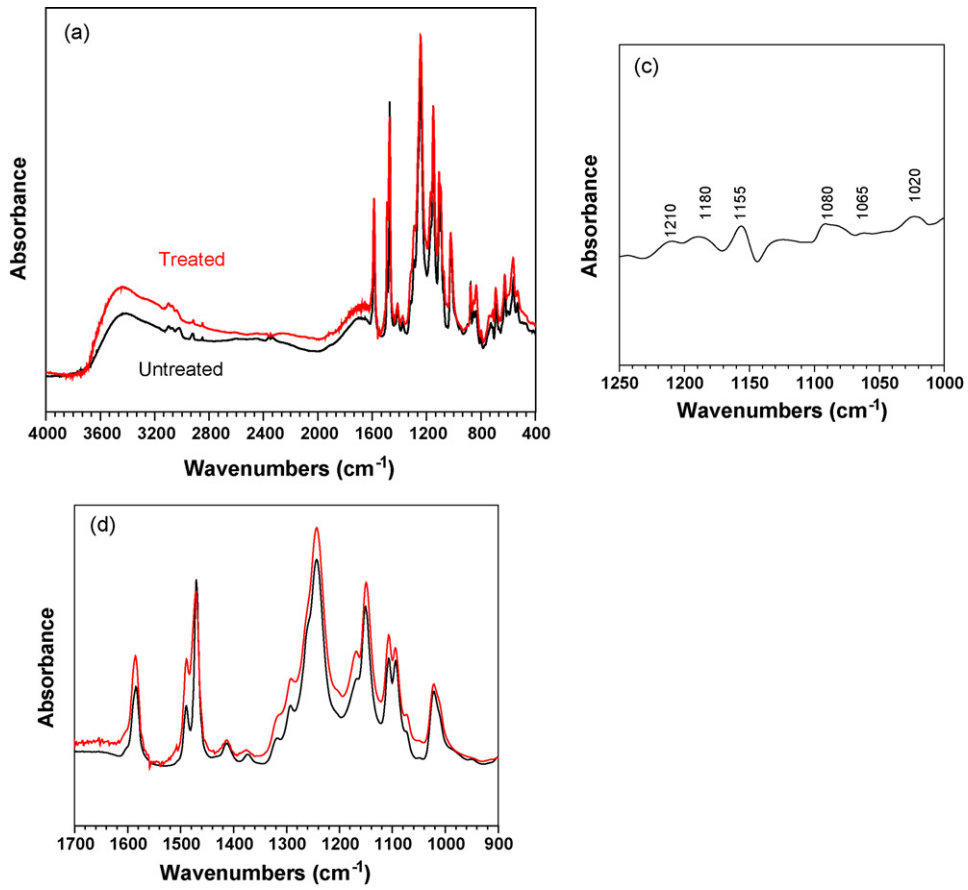 (a)
Absorbance
Treated
Untreated
4000 3600 3200 2800 2400 2000 1600 1200 800 400
Wavenumbers (cm⁻¹)
(c)
Absorbance
1210
1180
1155
1080
1065
1020
1250 1200 1150 1100 1050 1000
Wavenumbers (cm⁻¹)
(d)
Absorbance
1700 1600 1500 1400 1300 1200 1100 1000 900
Wavenumbers (cm⁻¹)